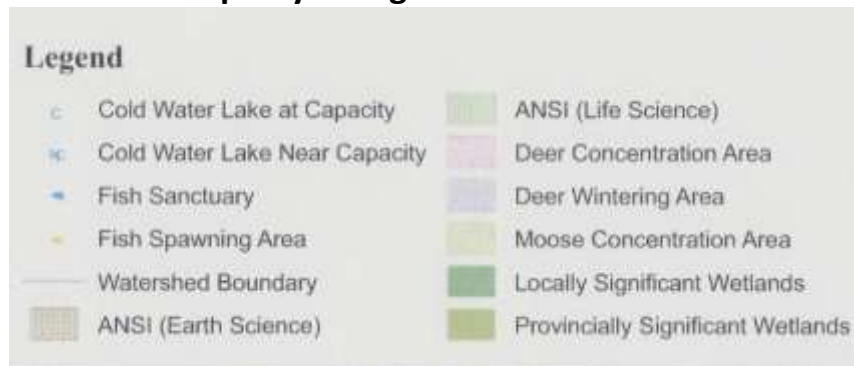 Legend
C Cold Water Lake at Capacity
NC Cold Water Lake Near Capacity
Fish Sanctuary
Fish Spawning Area
Watershed Boundary
ANSI (Earth Science)
ANSI (Life Science)
Deer Concentration Area
Deer Wintering Area
Moose Concentration Area
Locally Significant Wetlands
Provincially Significant Wetlands